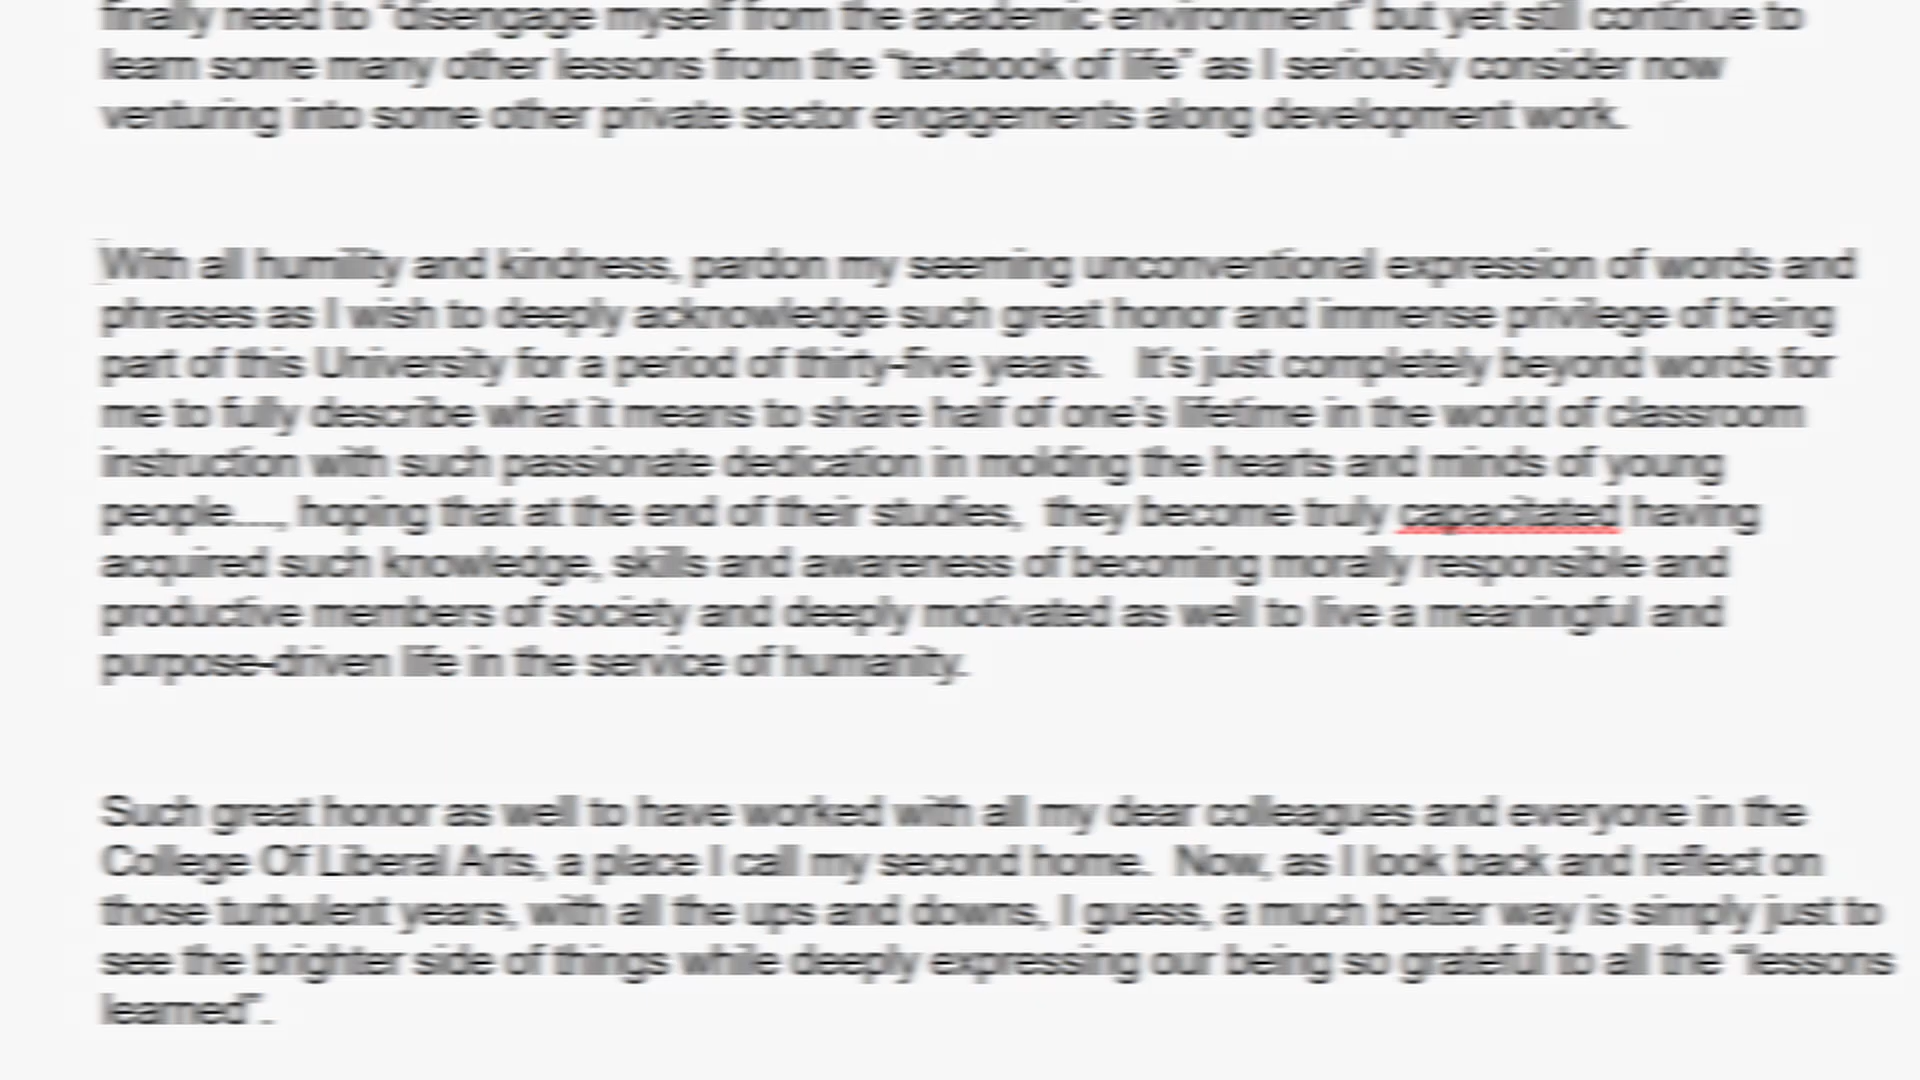 finally need to "disengage myself from the academic environment" but yet still continue to
learn some many other lessons from the "textbook of life" as I seriously consider now
venturing into some other private sector engagements along development work.
With all humility and kindness, pardon my seeming unconventional expression of words and
phrases as I wish to deeply acknowledge such great honor and immense privilege of being
part of this University for a period of thirty-five years.   It's just completely beyond words for
me to fully describe what it means to share half of one's lifetime in the world of classroom
instruction with such passionate dedication in molding the hearts and minds of young
people...., hoping that at the end of their studies,  they become truly capacitated having
acquired such knowledge, skills and awareness of becoming morally responsible and
productive members of society and deeply motivated as well to live a meaningful and
purpose-driven life in the service of humanity.
Such great honor as well to have worked with all my dear colleagues and everyone in the
College Of Liberal Arts, a place I call my second home.  Now, as I look back and reflect on
those turbulent years, with all the ups and downs, I guess, a much better way is simply just to
see the brighter side of things while deeply expressing our being so grateful to all the "lessons
learned".